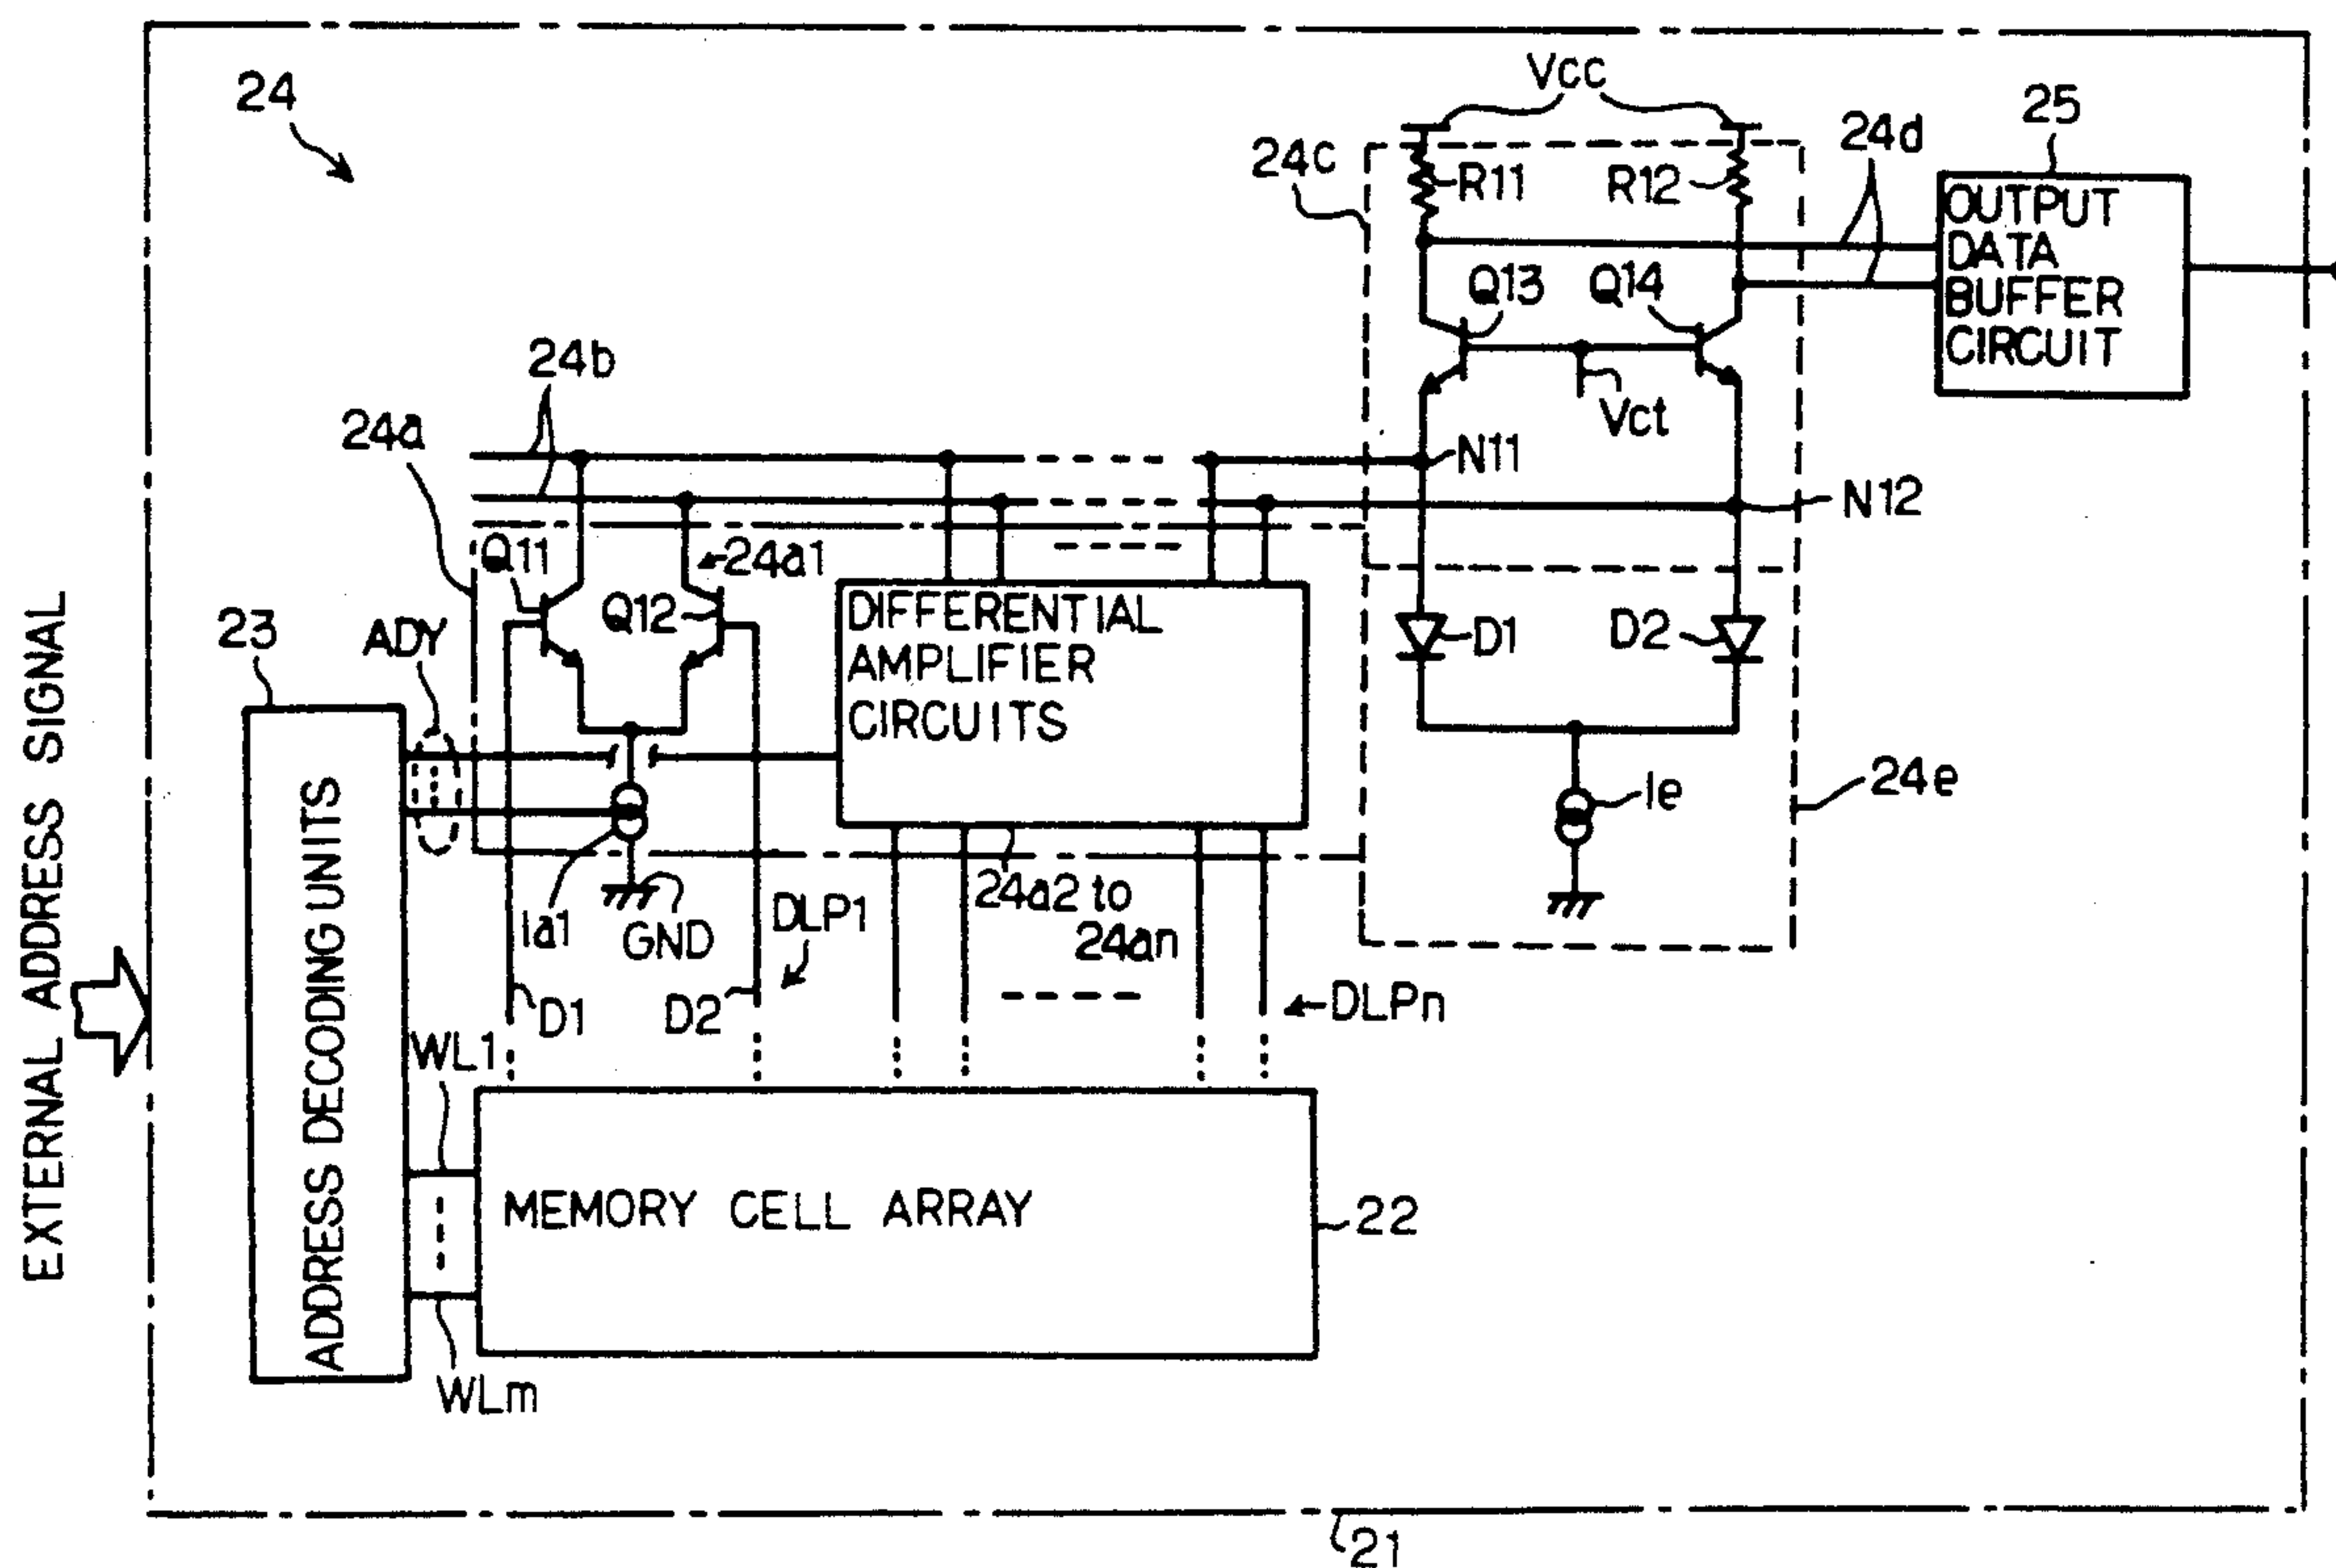 24
Vcc
25
24c
24d
R11
R12
OUTPUT
DATA
BUFFER
CIRCUIT
Q13
Q14
24b
Vct
24a
N11
N12
Q11
24a1
Q12
DIFFERENTIAL
AMPLIFIER
CIRCUITS
D1
D2
23
ADY
Ie
24e
EXTERNAL ADDRESS SIGNAL
ADDRESS DECODING UNITS
Ia1
GND
DLP1
24a2 to
24an
D1
D2
DLPn
WL1
MEMORY CELL ARRAY
22
WLm
21